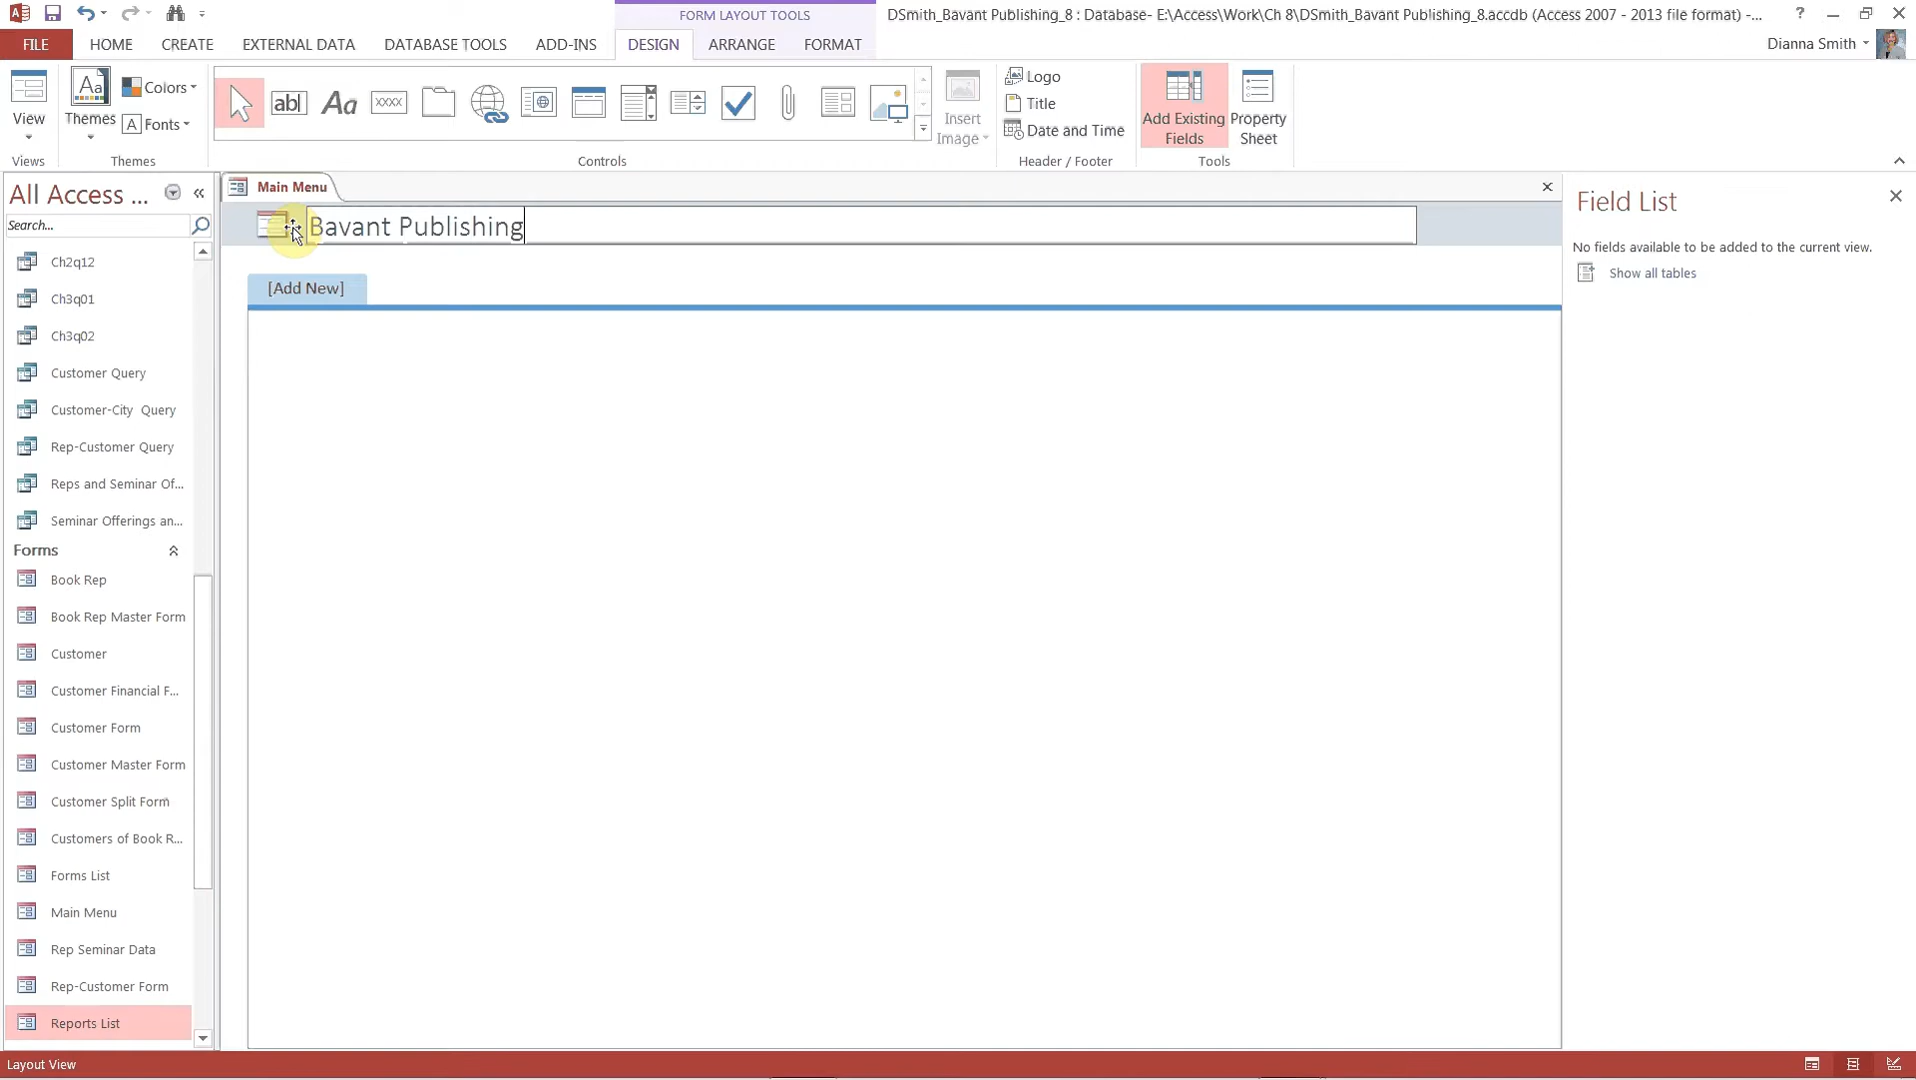 FORM LAYOUT TOOLS
DSmith_Bavant Publishing_8 : Database- E:\Access\Work\Ch 8\DSmith_Bavant Publishing_8.accdb (Access 2007 - 2013 file format) -...
?
FILE HOME CREATE EXTERNAL DATA DATABASE TOOLS ADD-INS DESIGN ARRANGE FORMAT
Dianna Smith
View
Views
Aa
Themes
Colors
A Fonts
Themes
ab|
Aa
XXXX
Controls
Insert
Image
Logo
Title
Date and Time
Header / Footer
Add Existing
Fields
Property
Sheet
Tools
All Access ...
Search...
Ch2q12
Ch3q01
Ch3q02
Customer Query
Customer-City Query
Rep-Customer Query
Reps and Seminar Of...
Seminar Offerings an...
Forms
Book Rep
Book Rep Master Form
Customer
Customer Financial F...
Customer Form
Customer Master Form
Customer Split Form
Customers of Book R...
Forms List
Main Menu
Rep Seminar Data
Rep-Customer Form
Reports List
Main Menu
Bavant Publishing
[Add New]
Field List
No fields available to be added to the current view.
Show all tables
Layout View